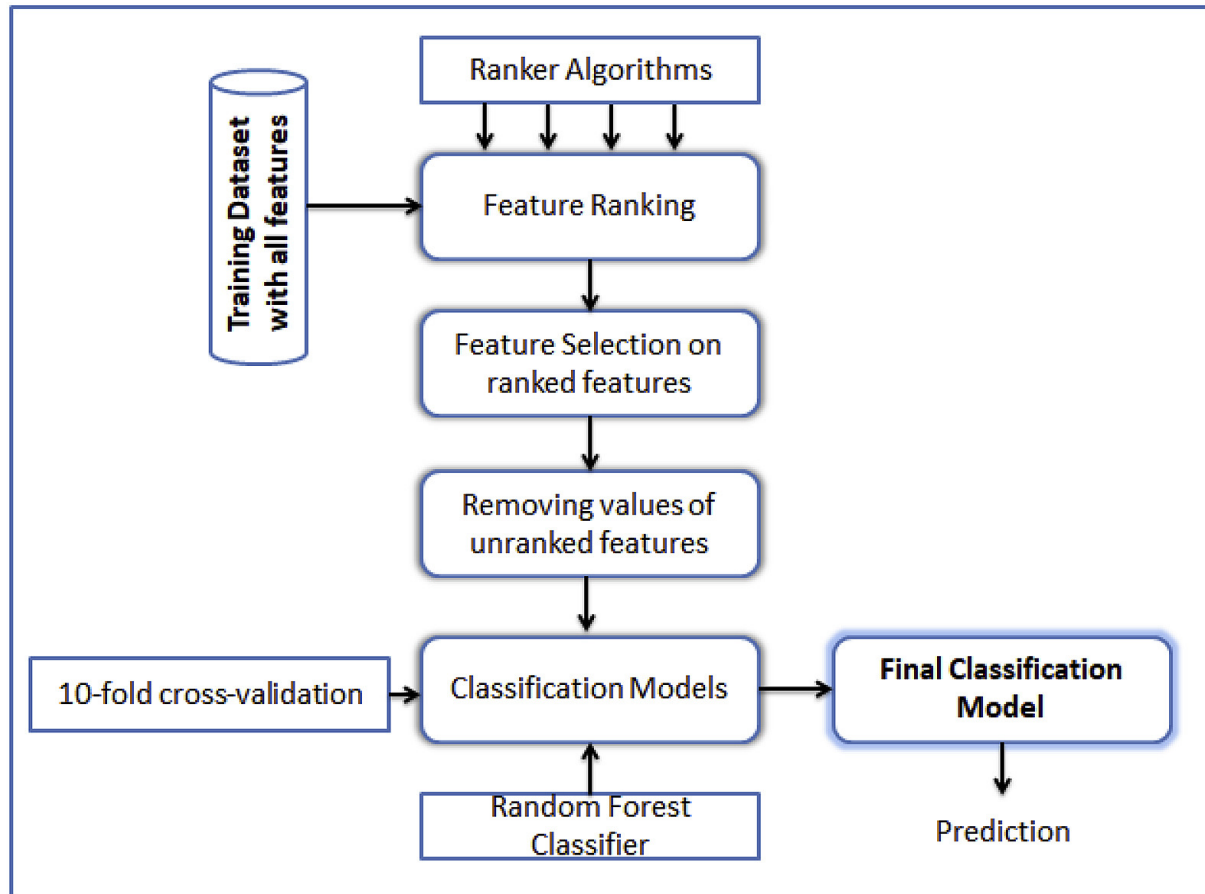 Ranker Algorithms
Training Dataset
with all features
Feature Ranking
Feature Selection on
ranked features
Removing values of
unranked features
10-fold cross-validation
Classification Models
Final Classification
Model
Random Forest
Classifier
Prediction